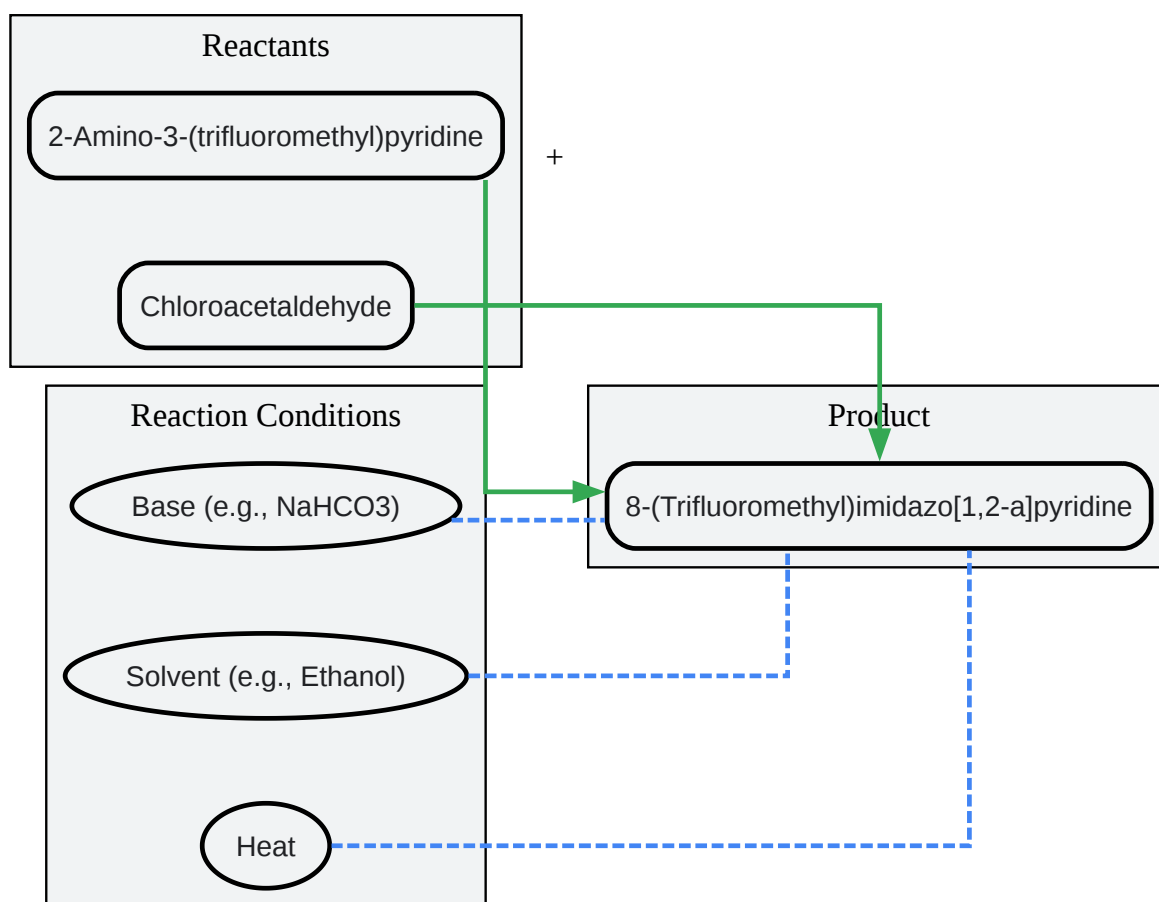 Reactants
2-Amino-3-(trifluoromethyl)pyridine
+
Chloroacetaldehyde
Reaction Conditions
Product
Base (e.g., NaHCO3)
8-(Trifluoromethyl)imidazo[1,2-a]pyridine
Solvent (e.g., Ethanol)
Heat